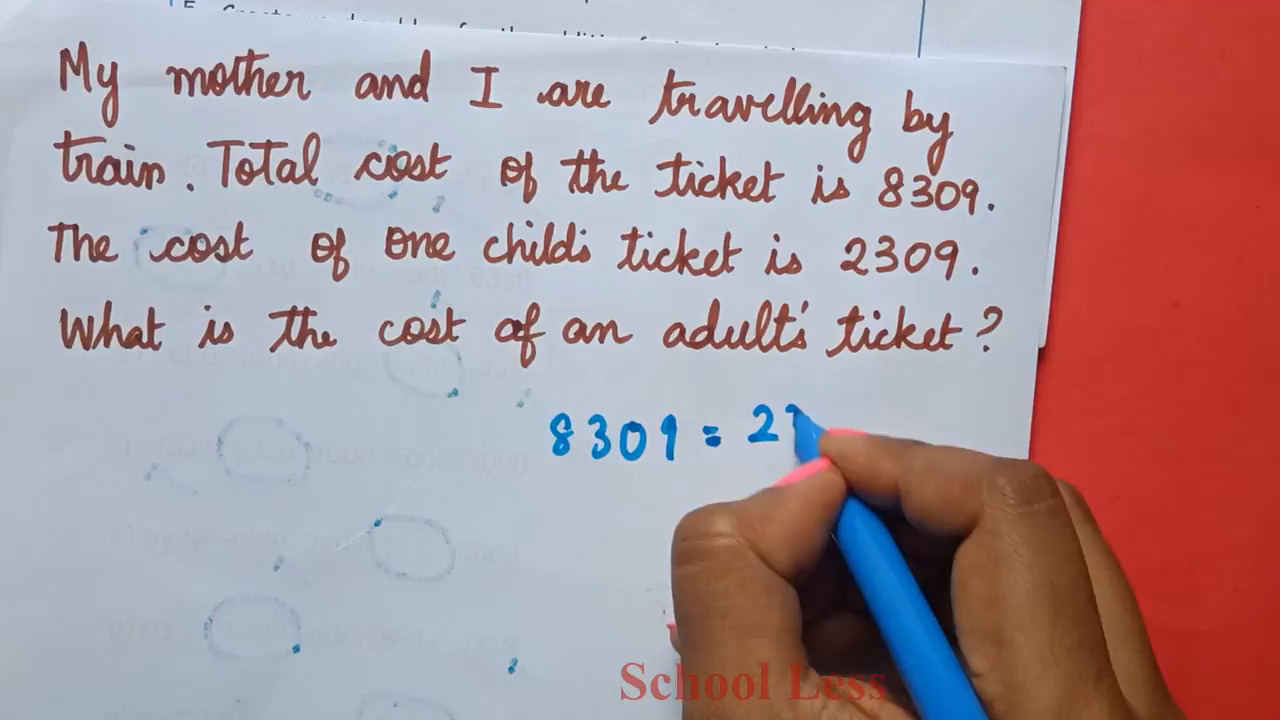 My mother and I are travelling by
train. Total cost of the ticket is 8309.
The cost of one child's ticket is 2309.
What is the cost of an adult's ticket?
8309 = 2
School Less